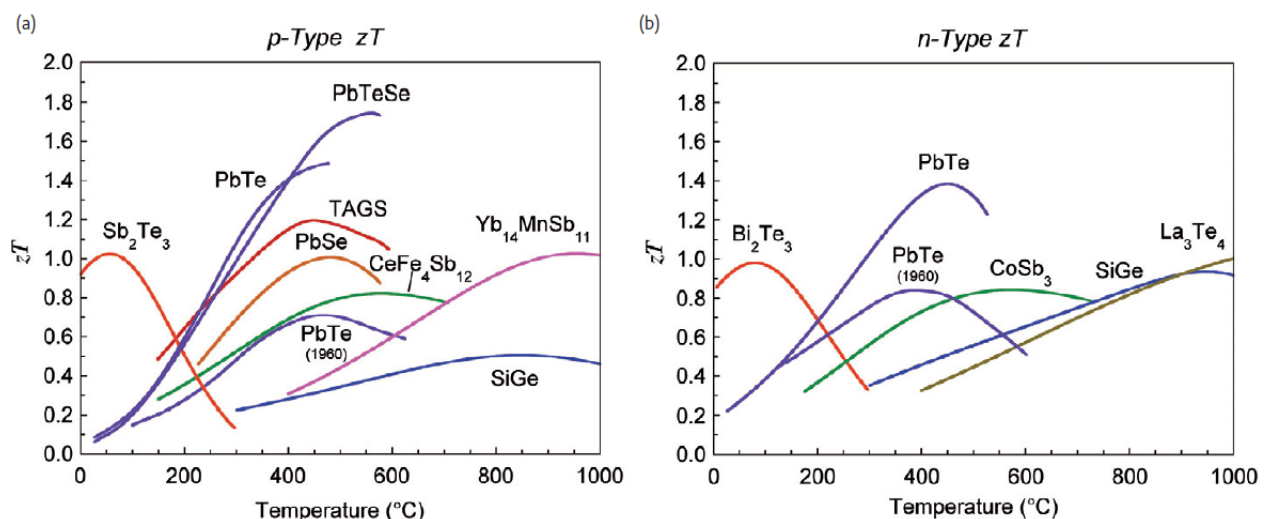 (a)
p-Type zT
2.0
1.8
1.6
1.4
1.2
1.0
0.8
0.6
0.4
0.2
0.0
zT
PbTeSe
PbTe
Sb₂Te₃
TAGS
PbSe
CeFe₄Sb₁₂
Yb₁₄MnSb₁₁
PbTe
(1960)
SiGe
0 200 400 600 800 1000
Temperature (°C)
(b)
n-Type zT
2.0
1.8
1.6
1.4
1.2
1.0
0.8
0.6
0.4
0.2
0.0
zT
PbTe
Bi₂Te₃
PbTe
(1960)
CoSb₃
SiGe
La₃Te₄
0 200 400 600 800 1000
Temperature (°C)